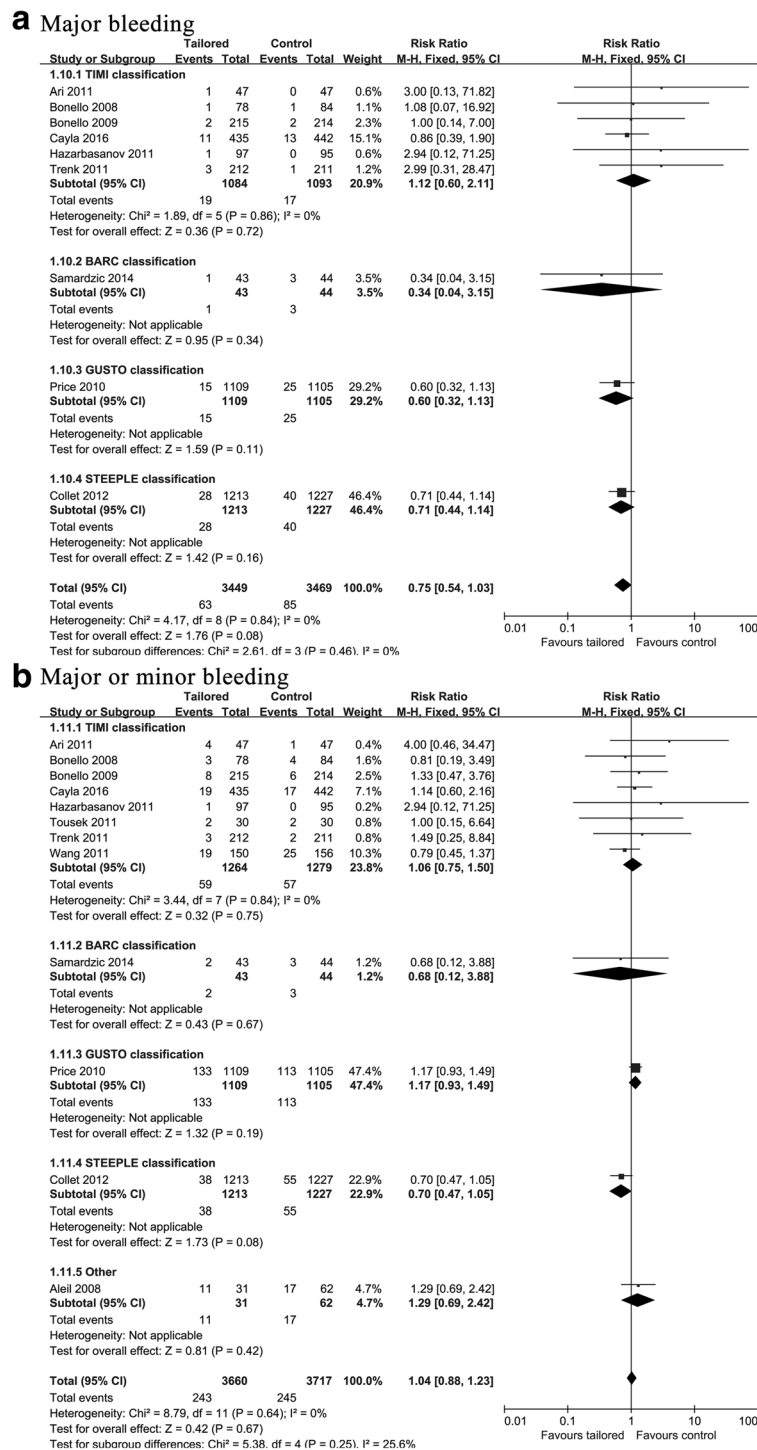 a Major bleeding
Tailored Control Risk Ratio Risk Ratio
Study or Subgroup Events Total Events Total Weight M-H, Fixed, 95% CI M-H, Fixed, 95% CI
1.10.1 TIMI classification
Ari 2011 1 47 0 47 0.6% 3.00 [0.13, 71.82]
Bonello 2008 1 78 1 84 1.1% 1.08 [0.07, 16.92]
Bonello 2009 2 215 2 214 2.3% 1.00 [0.14, 7.00]
Cayla 2016 11 435 13 442 15.1% 0.86 [0.39, 1.90]
Hazarbasanov 2011 1 97 0 95 0.6% 2.94 [0.12, 71.25]
Trenk 2011 3 212 1 211 1.2% 2.99 [0.31, 28.47]
Subtotal (95% CI) 1084 1093 20.9% 1.12 [0.60, 2.11]
Total events 19 17
Heterogeneity: Chi² = 1.89, df = 5 (P = 0.86); I² = 0%
Test for overall effect: Z = 0.36 (P = 0.72)
1.10.2 BARC classification
Samardzic 2014 1 43 3 44 3.5% 0.34 [0.04, 3.15]
Subtotal (95% CI) 43 44 3.5% 0.34 [0.04, 3.15]
Total events 1 3
Heterogeneity: Not applicable
Test for overall effect: Z = 0.95 (P = 0.34)
1.10.3 GUSTO classification
Price 2010 15 1109 25 1105 29.2% 0.60 [0.32, 1.13]
Subtotal (95% CI) 1109 1105 29.2% 0.60 [0.32, 1.13]
Total events 15 25
Heterogeneity: Not applicable
Test for overall effect: Z = 1.59 (P = 0.11)
1.10.4 STEEPLE classification
Collet 2012 28 1213 40 1227 46.4% 0.71 [0.44, 1.14]
Subtotal (95% CI) 1213 1227 46.4% 0.71 [0.44, 1.14]
Total events 28 40
Heterogeneity: Not applicable
Test for overall effect: Z = 1.42 (P = 0.16)
Total (95% CI) 3449 3469 100.0% 0.75 [0.54, 1.03]
Total events 63 85
Heterogeneity: Chi² = 4.17, df = 8 (P = 0.84); I² = 0%
Test for overall effect: Z = 1.76 (P = 0.08)
Test for subgroup differences: Chi² = 2.61, df = 3 (P = 0.46), I² = 0%
0.01 0.1 1 10 100
Favours tailored Favours control
b Major or minor bleeding
Tailored Control Risk Ratio Risk Ratio
Study or Subgroup Events Total Events Total Weight M-H, Fixed, 95% CI M-H, Fixed, 95% CI
1.11.1 TIMI classification
Ari 2011 4 47 1 47 0.4% 4.00 [0.46, 34.47]
Bonello 2008 3 78 4 84 1.6% 0.81 [0.19, 3.49]
Bonello 2009 8 215 6 214 2.5% 1.33 [0.47, 3.76]
Cayla 2016 19 435 17 442 7.1% 1.14 [0.60, 2.16]
Hazarbasanov 2011 1 97 0 95 0.2% 2.94 [0.12, 71.25]
Tousek 2011 2 30 2 30 0.8% 1.00 [0.15, 6.64]
Trenk 2011 3 212 2 211 0.8% 1.49 [0.25, 8.84]
Wang 2011 19 150 25 156 10.3% 0.79 [0.45, 1.37]
Subtotal (95% CI) 1264 1279 23.8% 1.06 [0.75, 1.50]
Total events 59 57
Heterogeneity: Chi² = 3.44, df = 7 (P = 0.84); I² = 0%
Test for overall effect: Z = 0.32 (P = 0.75)
1.11.2 BARC classification
Samardzic 2014 2 43 3 44 1.2% 0.68 [0.12, 3.88]
Subtotal (95% CI) 43 44 1.2% 0.68 [0.12, 3.88]
Total events 2 3
Heterogeneity: Not applicable
Test for overall effect: Z = 0.43 (P = 0.67)
1.11.3 GUSTO classification
Price 2010 133 1109 113 1105 47.4% 1.17 [0.93, 1.49]
Subtotal (95% CI) 1109 1105 47.4% 1.17 [0.93, 1.49]
Total events 133 113
Heterogeneity: Not applicable
Test for overall effect: Z = 1.32 (P = 0.19)
1.11.4 STEEPLE classification
Collet 2012 38 1213 55 1227 22.9% 0.70 [0.47, 1.05]
Subtotal (95% CI) 1213 1227 22.9% 0.70 [0.47, 1.05]
Total events 38 55
Heterogeneity: Not applicable
Test for overall effect: Z = 1.73 (P = 0.08)
1.11.5 Other
Aleil 2008 11 31 17 62 4.7% 1.29 [0.69, 2.42]
Subtotal (95% CI) 31 62 4.7% 1.29 [0.69, 2.42]
Total events 11 17
Heterogeneity: Not applicable
Test for overall effect: Z = 0.81 (P = 0.42)
Total (95% CI) 3660 3717 100.0% 1.04 [0.88, 1.23]
Total events 243 245
Heterogeneity: Chi² = 8.79, df = 11 (P = 0.64); I² = 0%
Test for overall effect: Z = 0.42 (P = 0.67)
Test for subgroup differences: Chi² = 5.38, df = 4 (P = 0.25), I² = 25.6%
0.01 0.1 1 10 100
Favours tailored Favours control